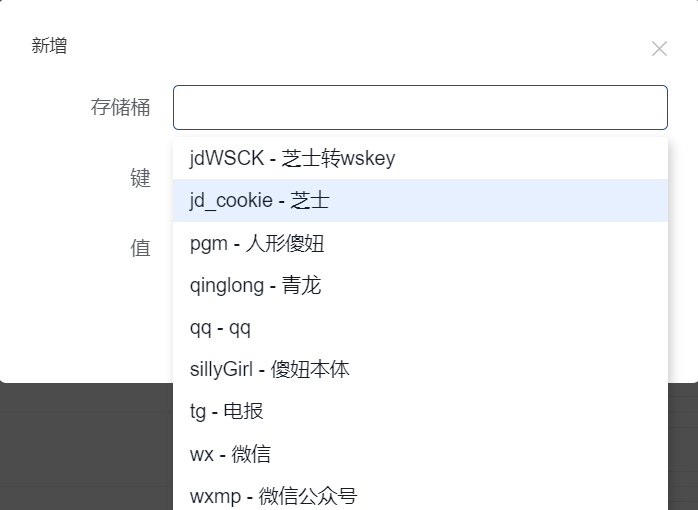 新增
存储桶
jdWSCK - 芝士转wskey
键
jd_cookie - 芝士
pgm - 人形傻妞
值
qinglong - 青龙
qq - qq
sillyGirl - 傻妞本体
tg - 电报
wx - 微信
wxmp - 微信公众号